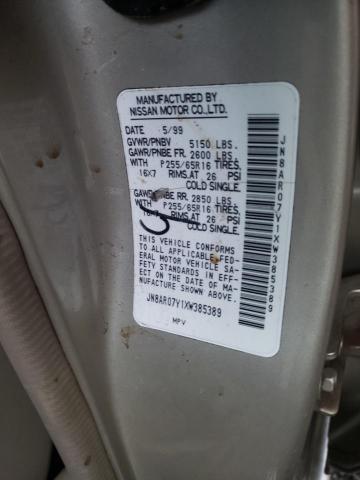 MANUFACTURED BY
NISSAN MOTOR CO.,LTD.
DATE 5/99
GVWR/PNBV 5150 LBS.
GAWR/PNBE FR. 2600 LBS.
WITH P255/65R16 TIRES,
16X7 RIMS,AT 26 PSI
COLD SINGLE
GAWR/PNBE RR. 2850 LBS.
WITH P255/65R16 TIRES,
16X7 RIMS,AT 26 PSI
COLD SINGLE.
THIS VEHICLE CONFORMS
TO ALL APPLICABLE FED-
ERAL MOTOR VEHICLE SA-
FETY STANDARDS IN EFF-
ECT ON THE DATE OF MA-
NUFACTURE SHOWN ABOVE.
JN8AR07Y1XW385389
MPV
JN8AR07Y1XW385389